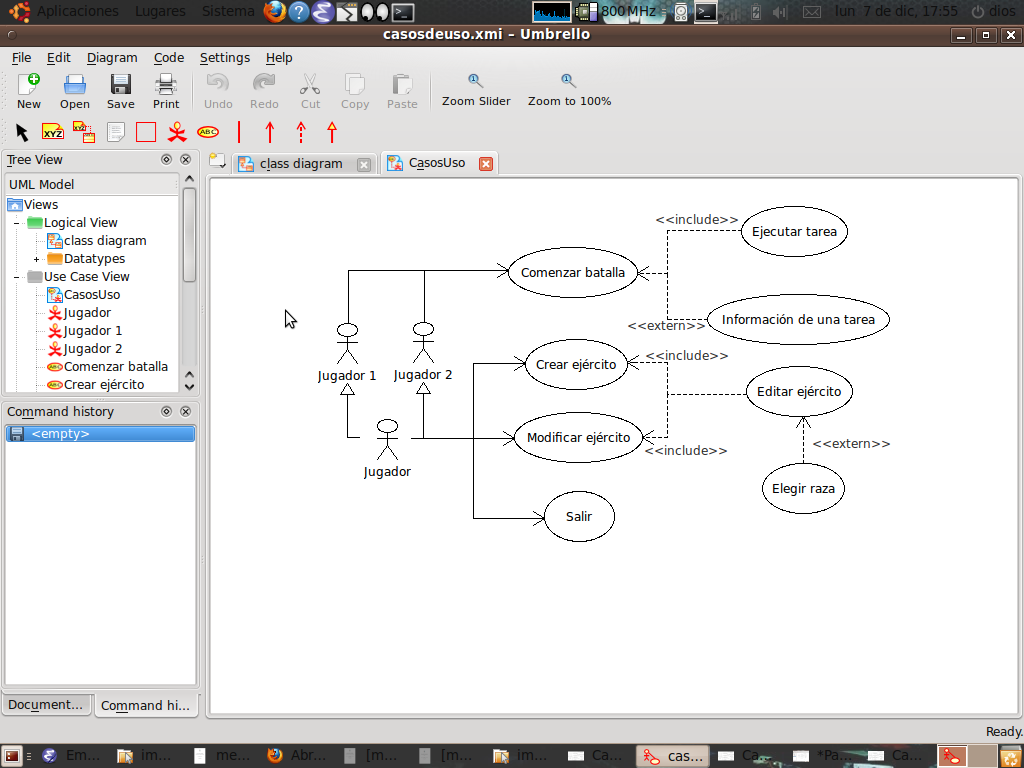 Aplicaciones Lugares Sistema 800 MHz lun 7 de dic, 17:55 dios
casosdeuso.xmi – Umbrello
File Edit Diagram Code Settings Help
New Open Save Print Undo Redo Cut Copy Paste Zoom Slider Zoom to 100%
XYZ XYZ ABC
Tree View
class diagram CasosUso
UML Model
Views
Logical View
class diagram
Datatypes
Use Case View
CasosUso
Jugador
Jugador 1
Jugador 2
Comenzar batalla
Crear ejército
Command history
<empty>
Document... Command hi...
<<include>>
Ejecutar tarea
Comenzar batalla
Información de una tarea
<<extern>>
<<include>>
Jugador 1 Jugador 2
Crear ejército
Editar ejército
Modificar ejército
<<include>>
<<extern>>
Jugador
Elegir raza
Salir
Ready.
Em... im... me... Abr... [m... [m... im... Ca... cas... Ca... *Pa... Ca...